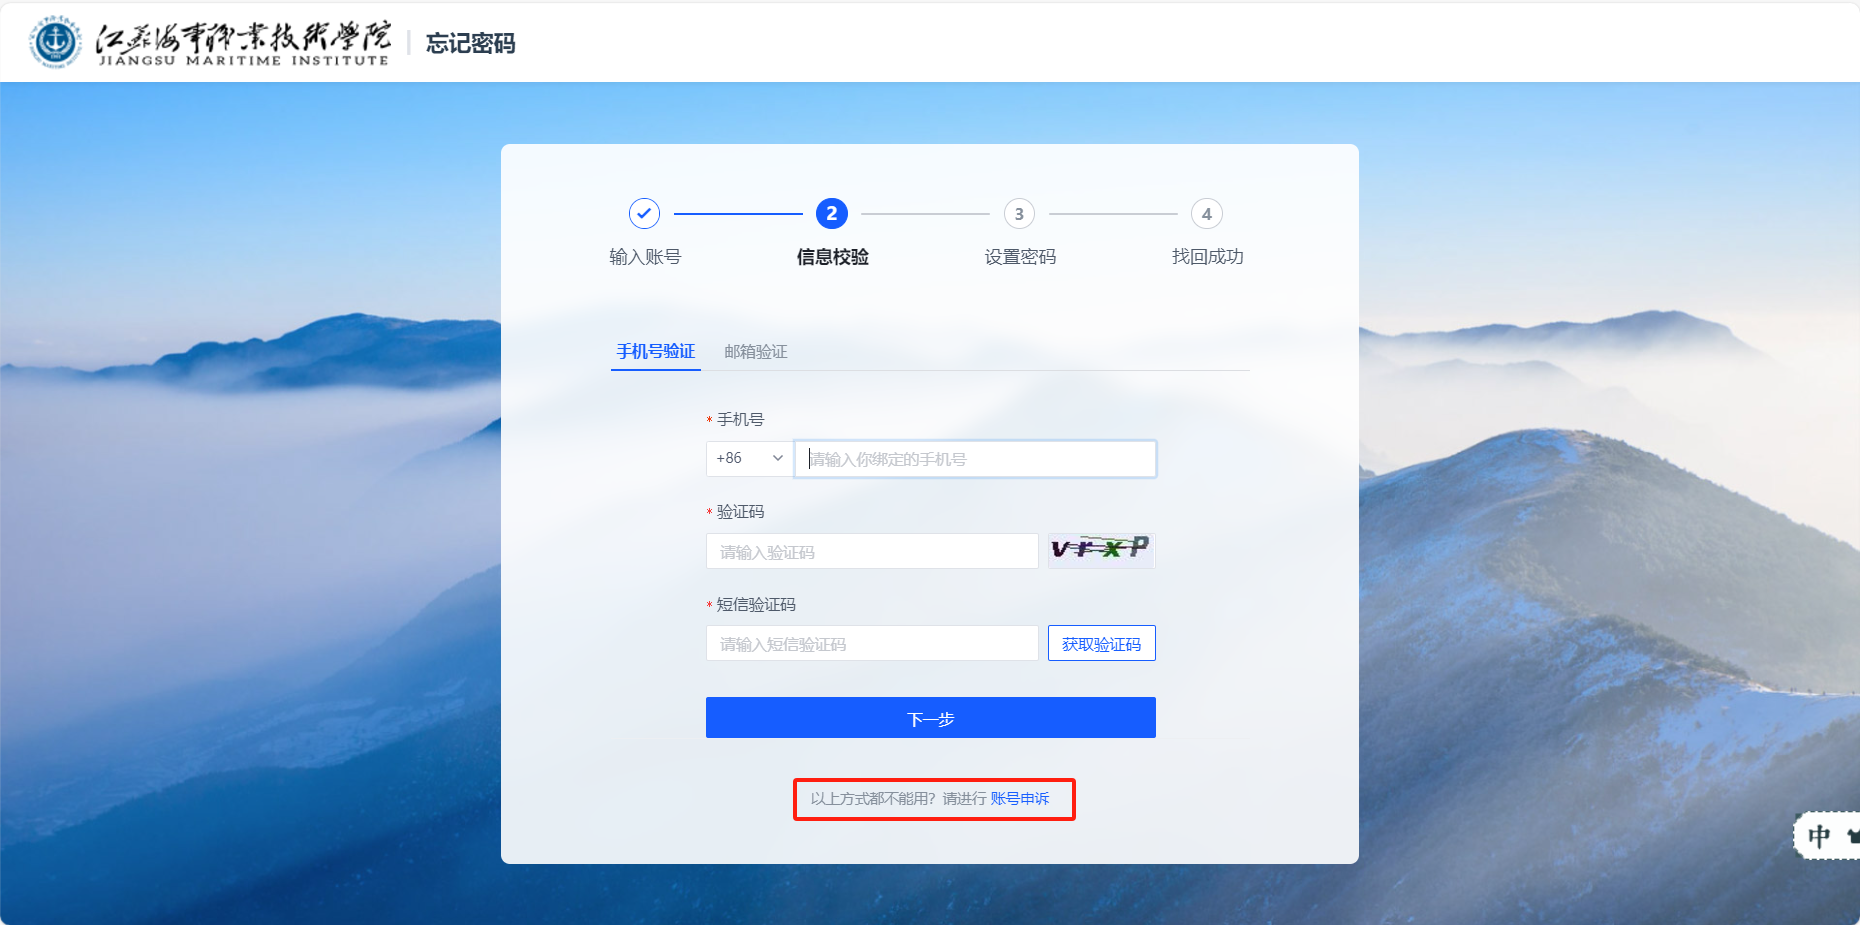 江苏海事职业技術學院
JIANGSU MARITIME INSTITUTE
忘记密码
2
3
4
输入账号
信息校验
设置密码
找回成功
手机号验证
邮箱验证
* 手机号
+86
请输入你绑定的手机号
* 验证码
请输入验证码
vrxP
* 短信验证码
请输入短信验证码
获取验证码
下一步
以上方式都不能用？请进行 账号申诉
中